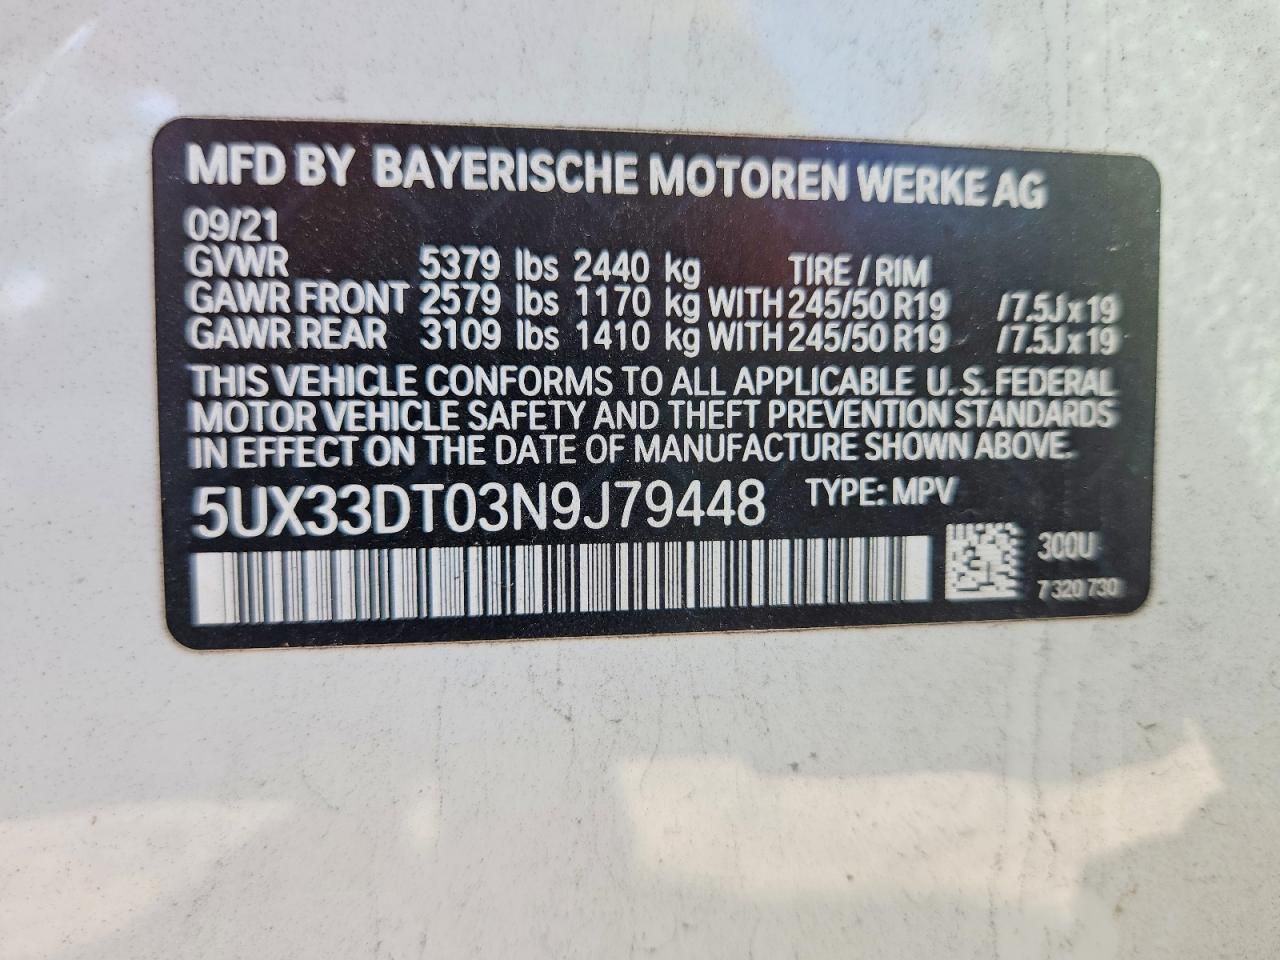 MFD BY BAYERISCHE MOTOREN WERKE AG
09/21
GVWR 5379 lbs 2440 kg TIRE / RIM
GAWR FRONT 2579 lbs 1170 kg WITH 245/50 R19 /7.5Jx19
GAWR REAR 3109 lbs 1410 kg WITH 245/50 R19 /7.5Jx19
THIS VEHICLE CONFORMS TO ALL APPLICABLE U. S. FEDERAL
MOTOR VEHICLE SAFETY AND THEFT PREVENTION STANDARDS
IN EFFECT ON THE DATE OF MANUFACTURE SHOWN ABOVE.
5UX33DT03N9J79448 TYPE: MPV
300U
7 320 730